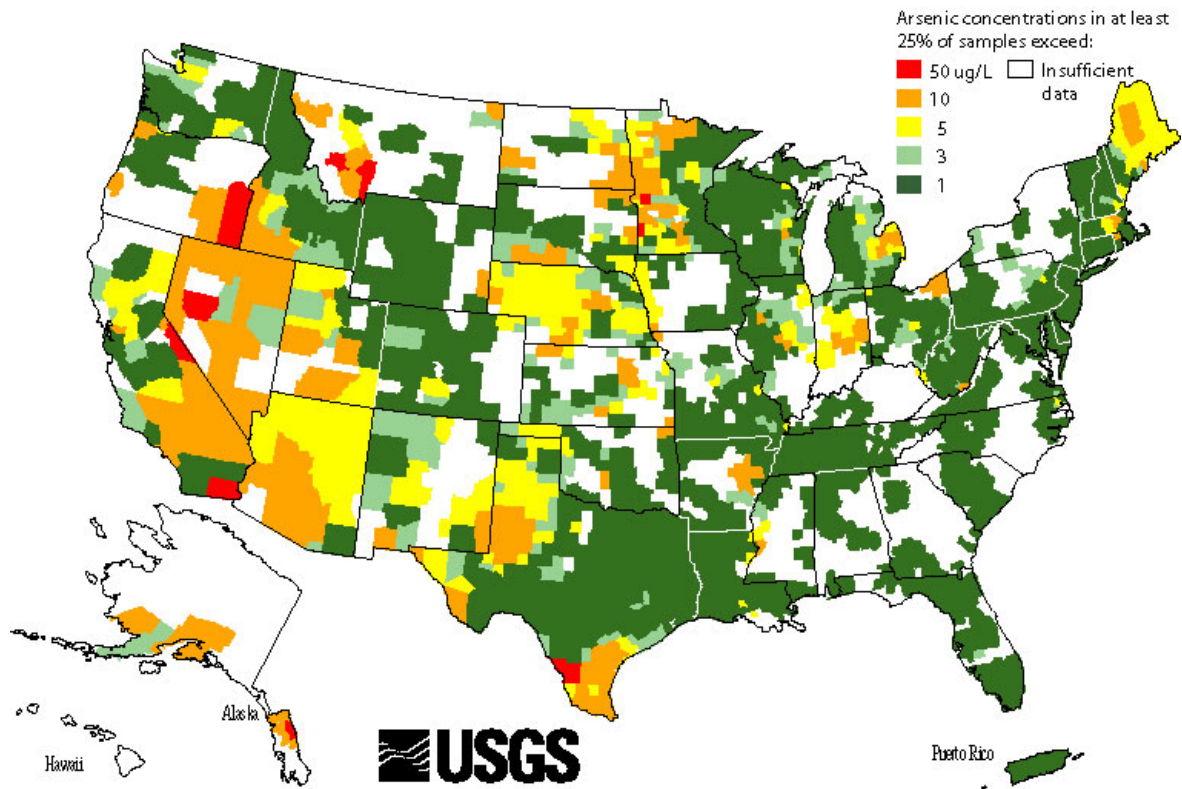 Arsenic concentrations in at least
25% of samples exceed:
50 ug/L Insufficient
data
10
5
3
1
Alaska
Hawaii
USGS
Puerto Rico